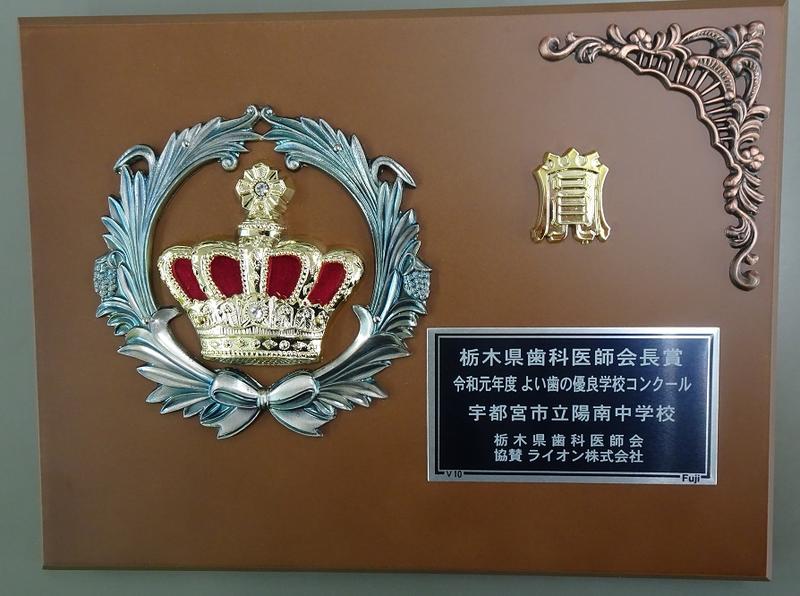 賞
栃木県歯科医師会長賞
令和元年度 よい歯の優良学校コンクール
宇都宮市立陽南中学校
栃木県歯科医師会
協賛 ライオン株式会社
V10
Fuji